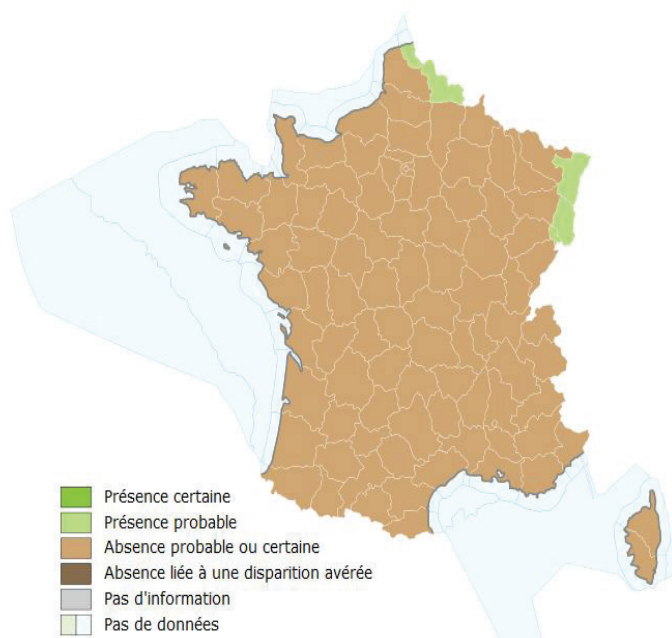 Présence certaine
Présence probable
Absence probable ou certaine
Absence liée à une disparition avérée
Pas d'information
Pas de données